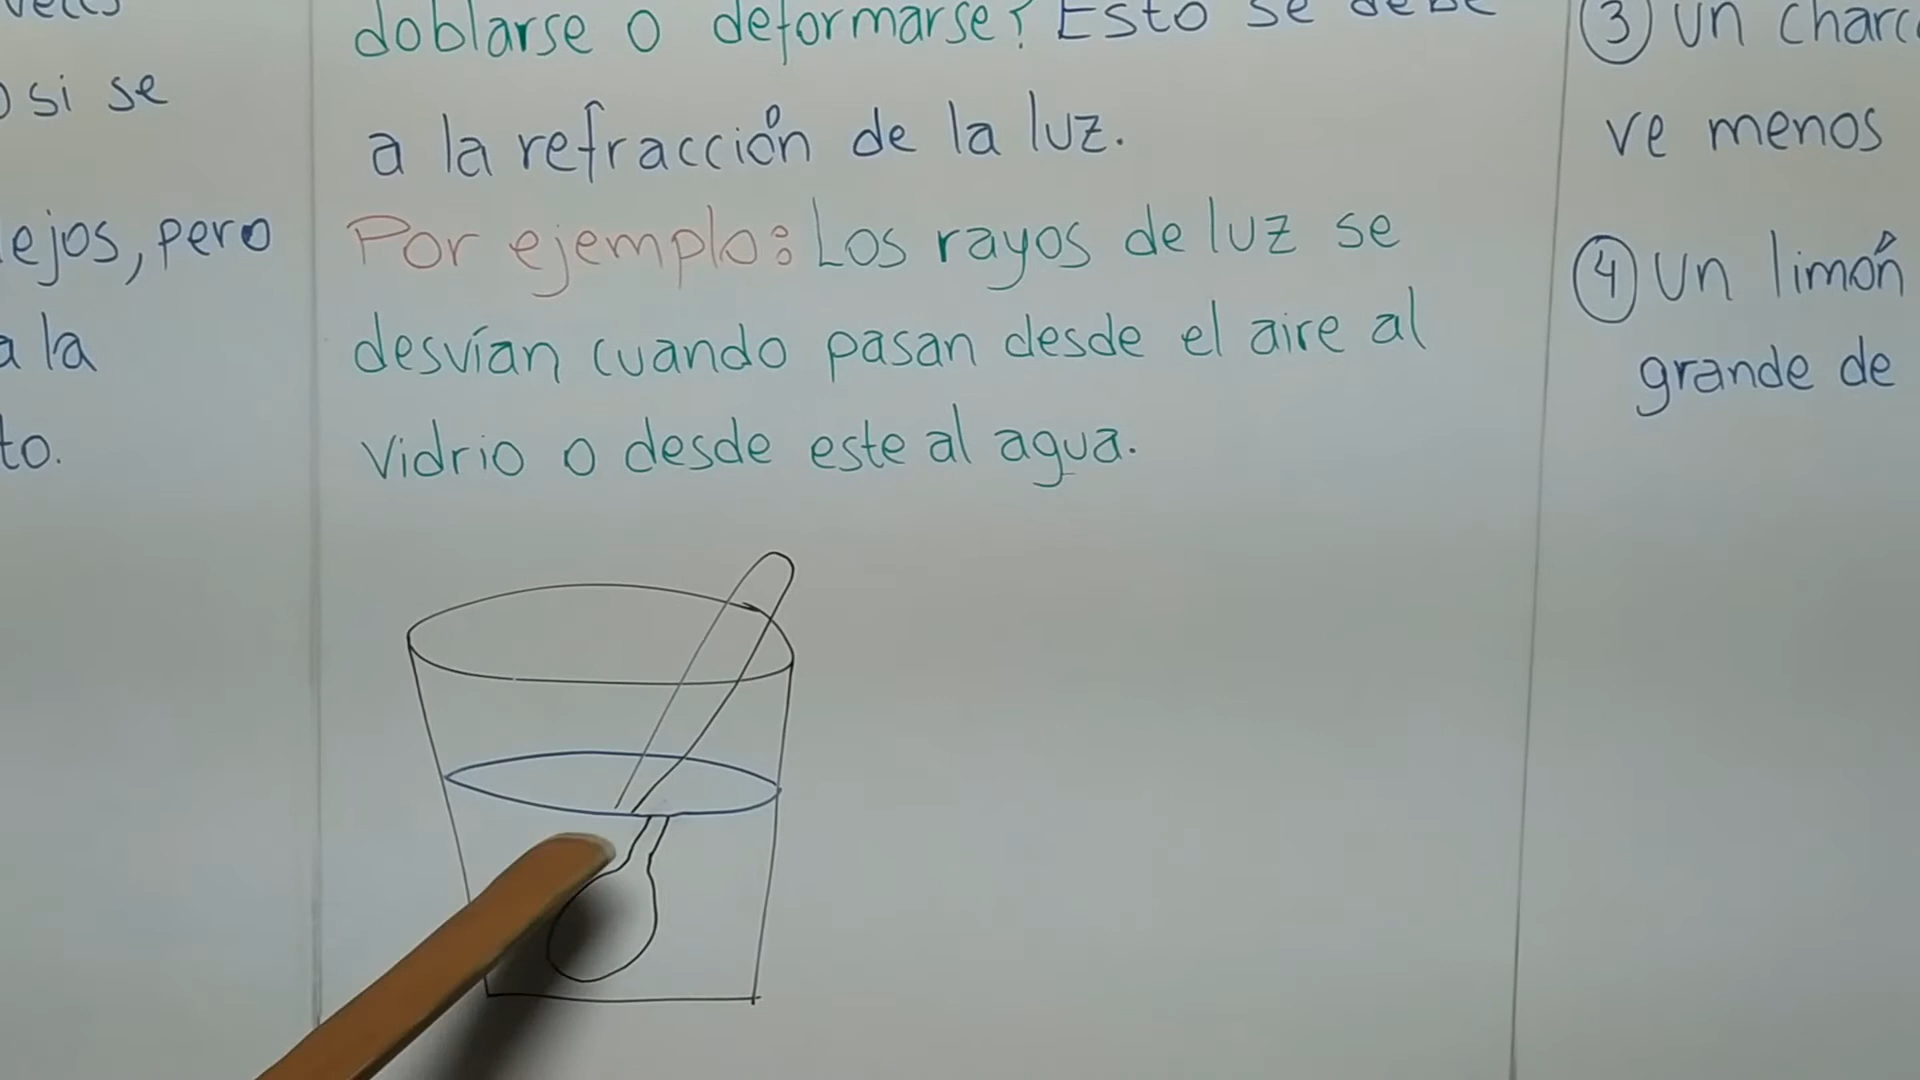 si se
ejos, pero
a la
to.
doblarse o deformarse? Esto se debe
a la refracción de la luz.
Por ejemplo: Los rayos de luz se
desvían cuando pasan desde el aire al
vidrio o desde este al agua.
3 Un charc
ve menos
4 Un limón
grande de